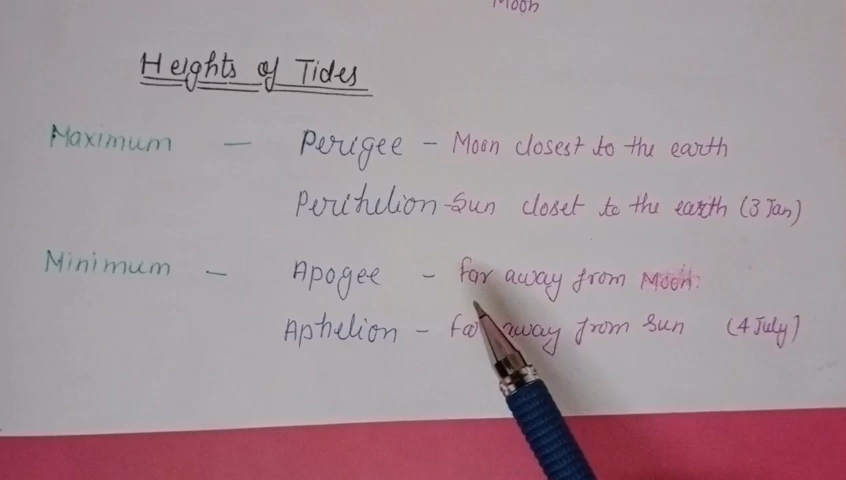 Moon
Heights of Tides
Maximum - Perigee - Moon closest to the earth
Perihelion - Sun closet to the earth (3 Jan)
Minimum - Apogee - far away from Moon.
Aphelion - far away from Sun (4 July)